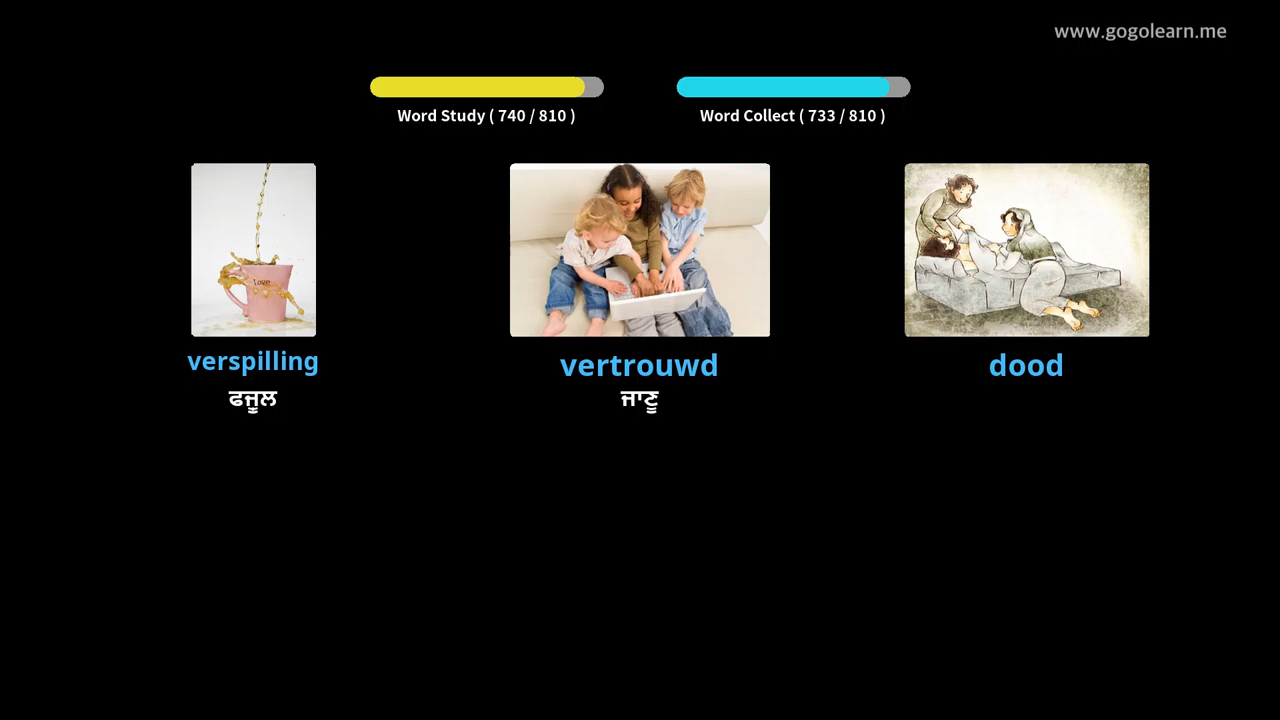 www.gogolearn.me
Word Study ( 740 / 810 )
Word Collect ( 733 / 810 )
love
verspilling
vertrouwd
dood
ਫਜ਼ੂਲ
ਜਾਣੂ